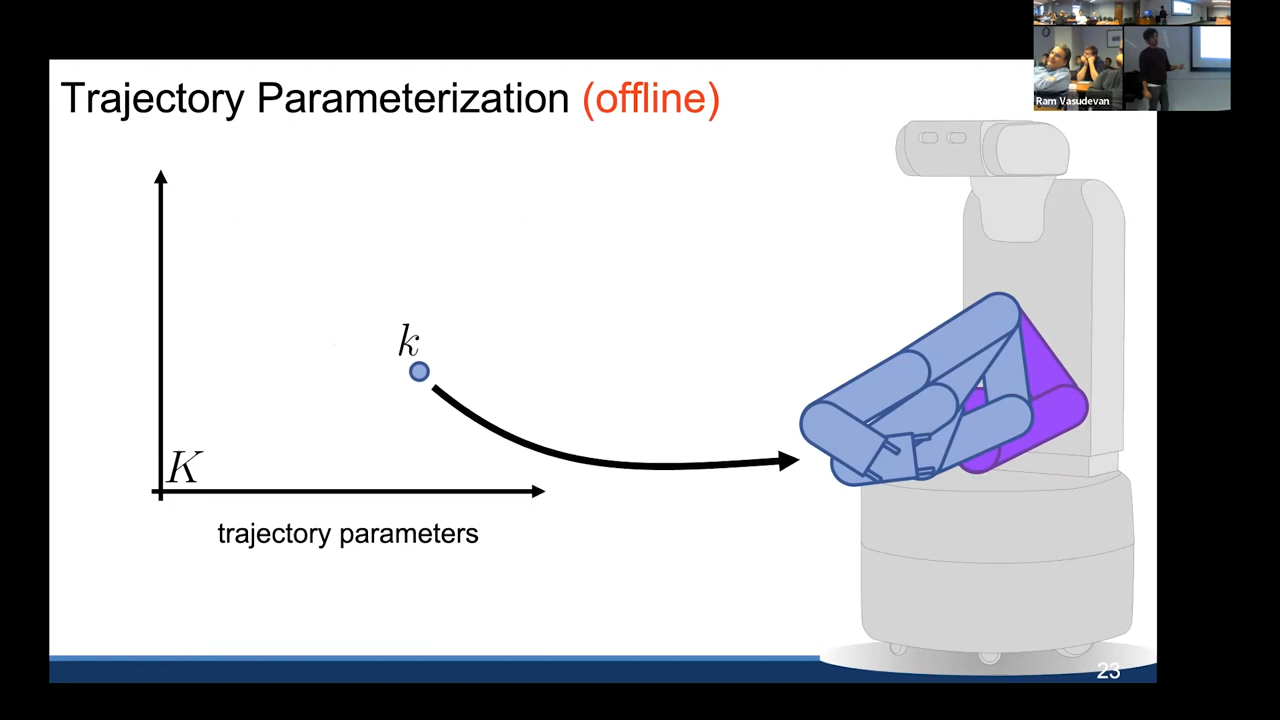 Trajectory Parameterization (offline)
Ram Vasudevan
k
K
trajectory parameters
23